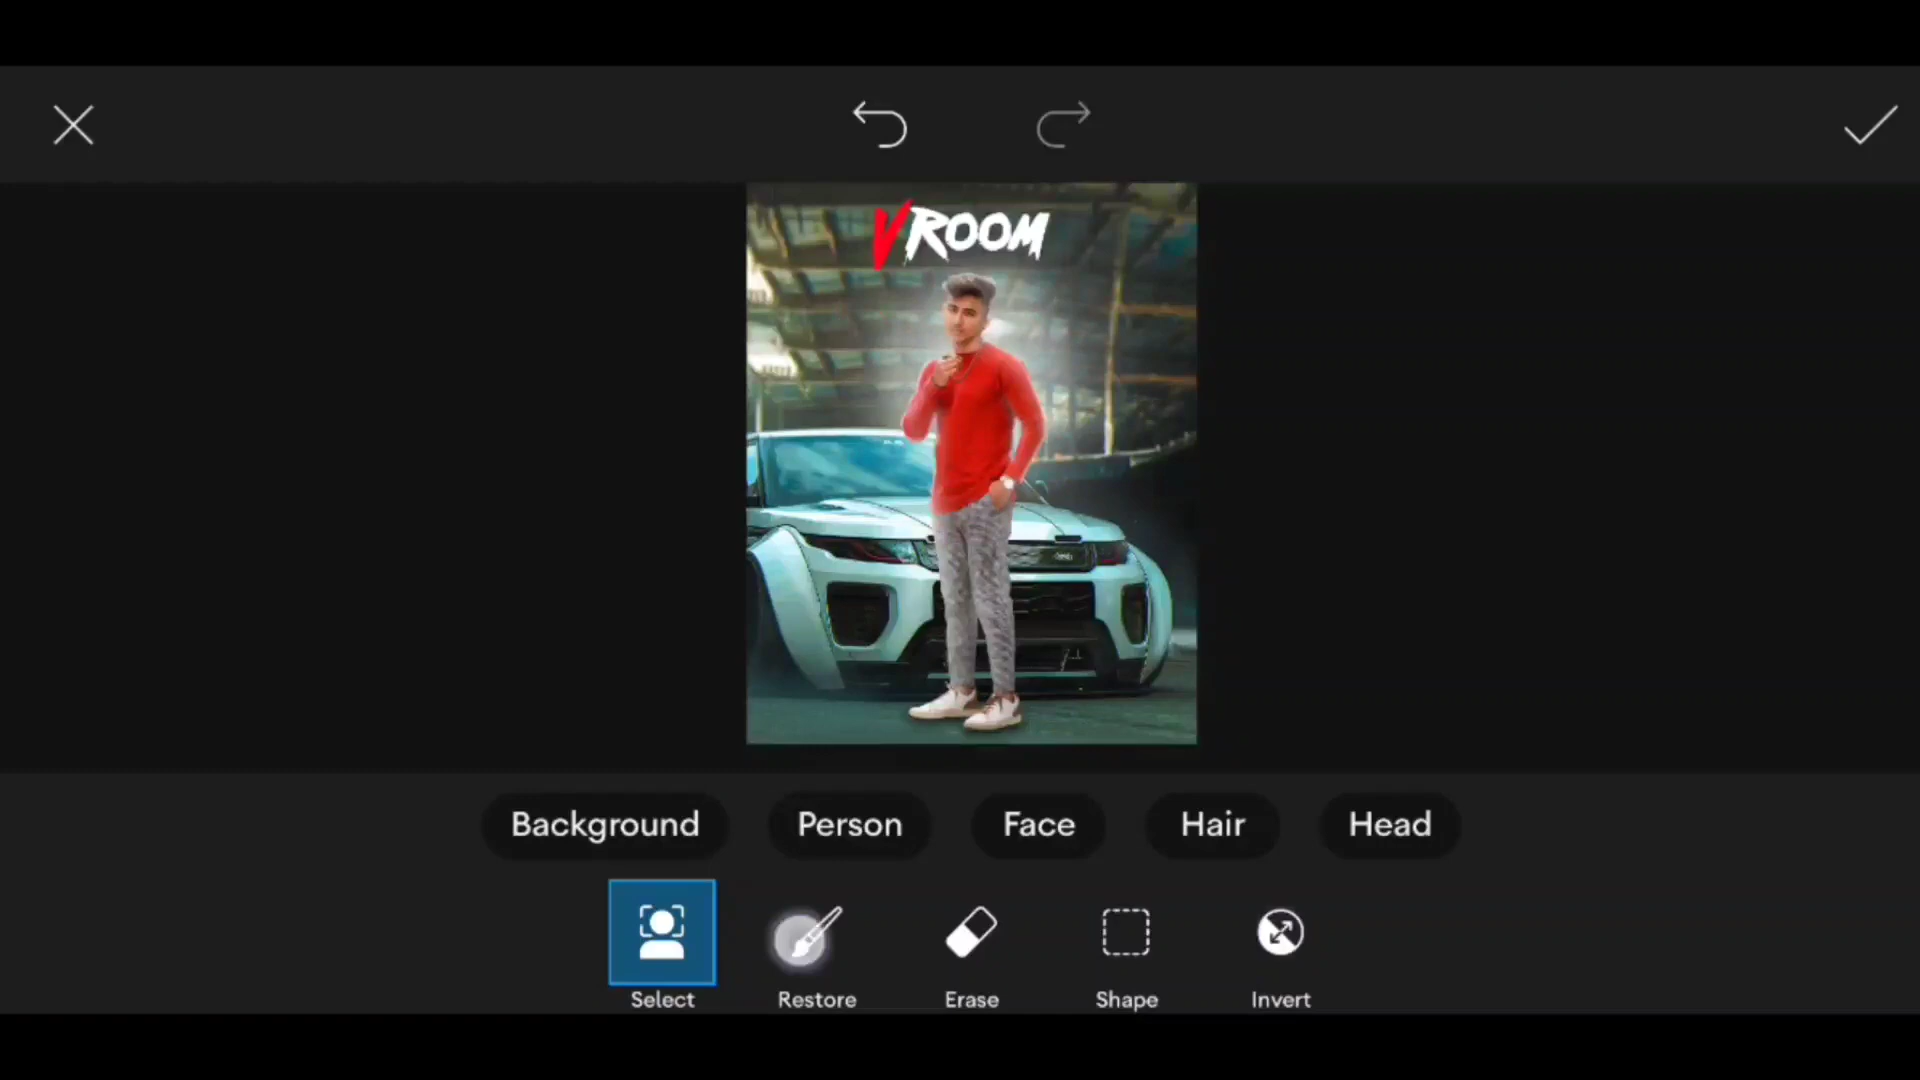 VROOM
Background Person Face Hair Head
Select Restore Erase Shape Invert